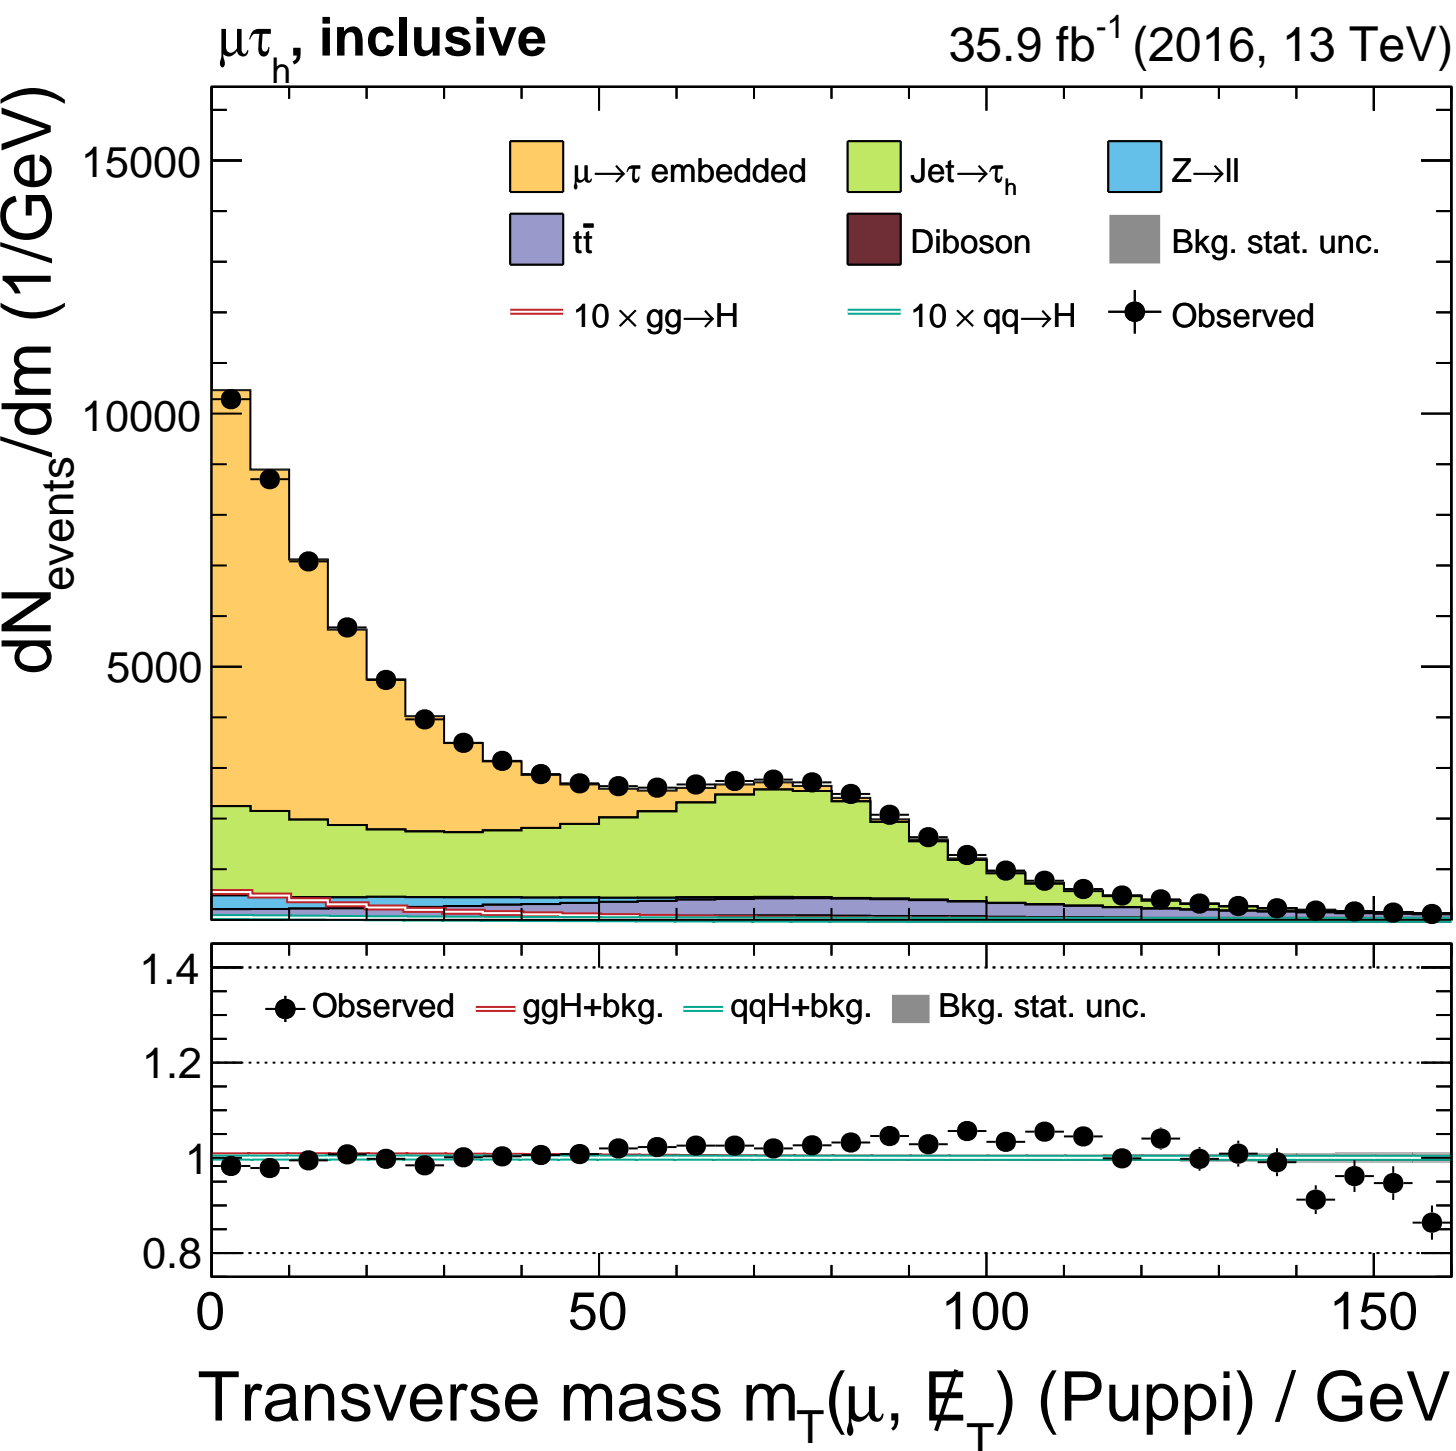 μτh, inclusive
35.9 fb-1 (2016, 13 TeV)
dNevents/dm (1/GeV)
15000
10000
5000
μ→τ embedded
Jet→τh
Z→ll
tt̄
Diboson
Bkg. stat. unc.
10 × gg→H
10 × qq→H
Observed
1.4
1.2
1
0.8
Observed
ggH+bkg.
qqH+bkg.
Bkg. stat. unc.
0
50
100
150
Transverse mass mT(μ, E̸T) (Puppi) / GeV